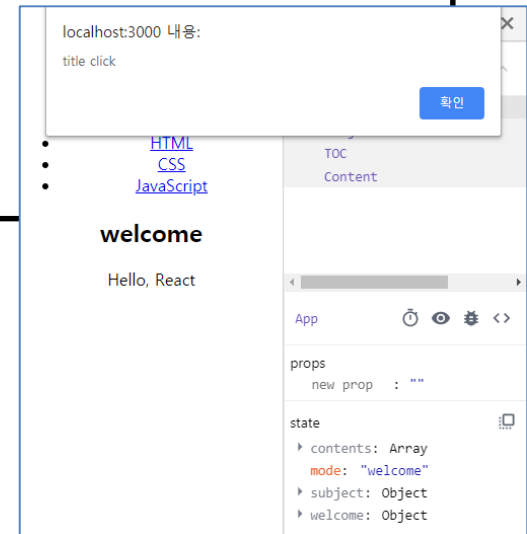 localhost:3000 내용:
title click
확인
HTML
CSS
JavaScript
welcome
Hello, React
TOC
Content
App
props
new prop : ""
state
contents: Array
mode: "welcome"
subject: Object
welcome: Object